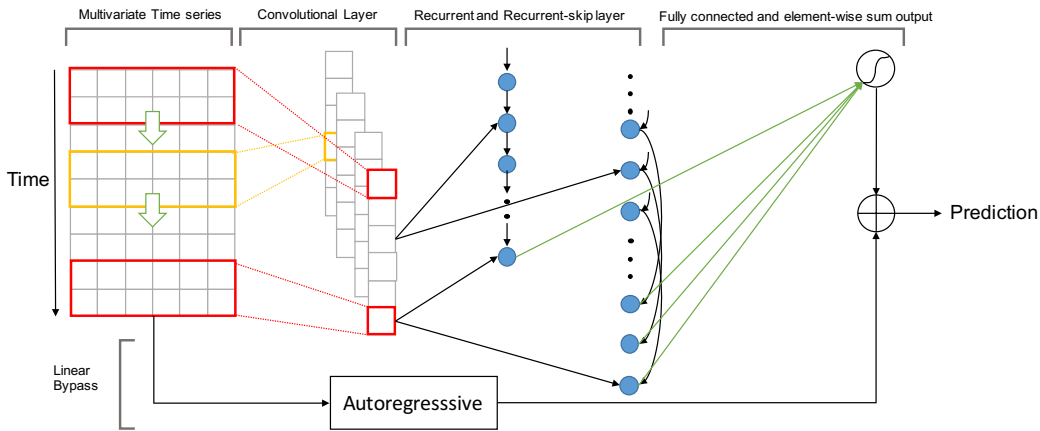 Multivariate Time series
Convolutional Layer
Recurrent and Recurrent-skip layer
Fully connected and element-wise sum output
Time
Prediction
Linear
Bypass
Autoregresssive